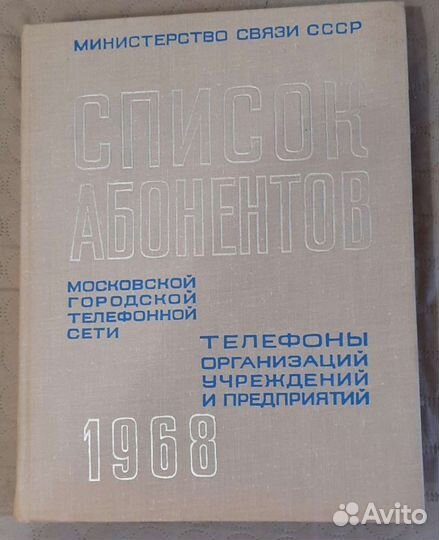 МИНИСТЕРСТВО СВЯЗИ СССР
СПИСОК
АБОНЕНТОВ
МОСКОВСКОЙ
ГОРОДСКОЙ
ТЕЛЕФОННОЙ
СЕТИ
ТЕЛЕФОНЫ
ОРГАНИЗАЦИЙ
УЧРЕЖДЕНИЙ
И ПРЕДПРИЯТИЙ
1968
Avito